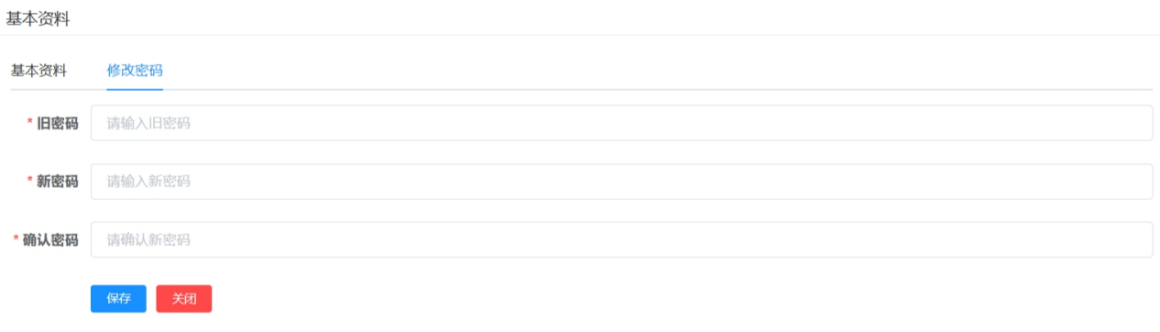 基本资料
基本资料 修改密码
* 旧密码 请输入旧密码
* 新密码 请输入新密码
* 确认密码 请确认新密码
保存 关闭